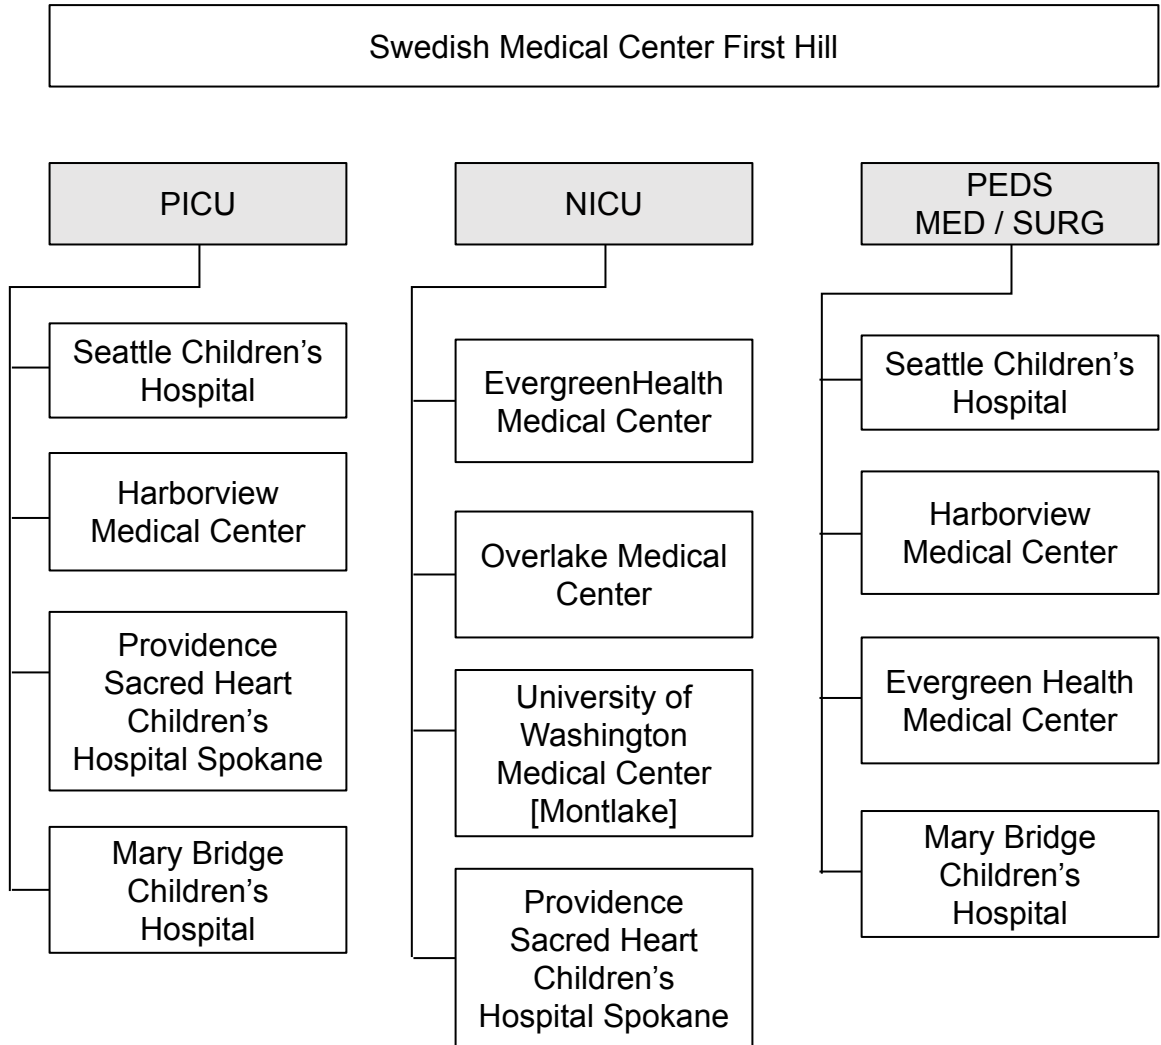 Swedish Medical Center First Hill
PICU
Seattle Children’s
Hospital
Harborview
Medical Center
Providence
Sacred Heart
Children’s
Hospital Spokane
Mary Bridge
Children’s
Hospital
NICU
EvergreenHealth
Medical Center
Overlake Medical
Center
University of
Washington
Medical Center
[Montlake]
Providence
Sacred Heart
Children’s
Hospital Spokane
PEDS
MED / SURG
Seattle Children’s
Hospital
Harborview
Medical Center
Evergreen Health
Medical Center
Mary Bridge
Children’s
Hospital